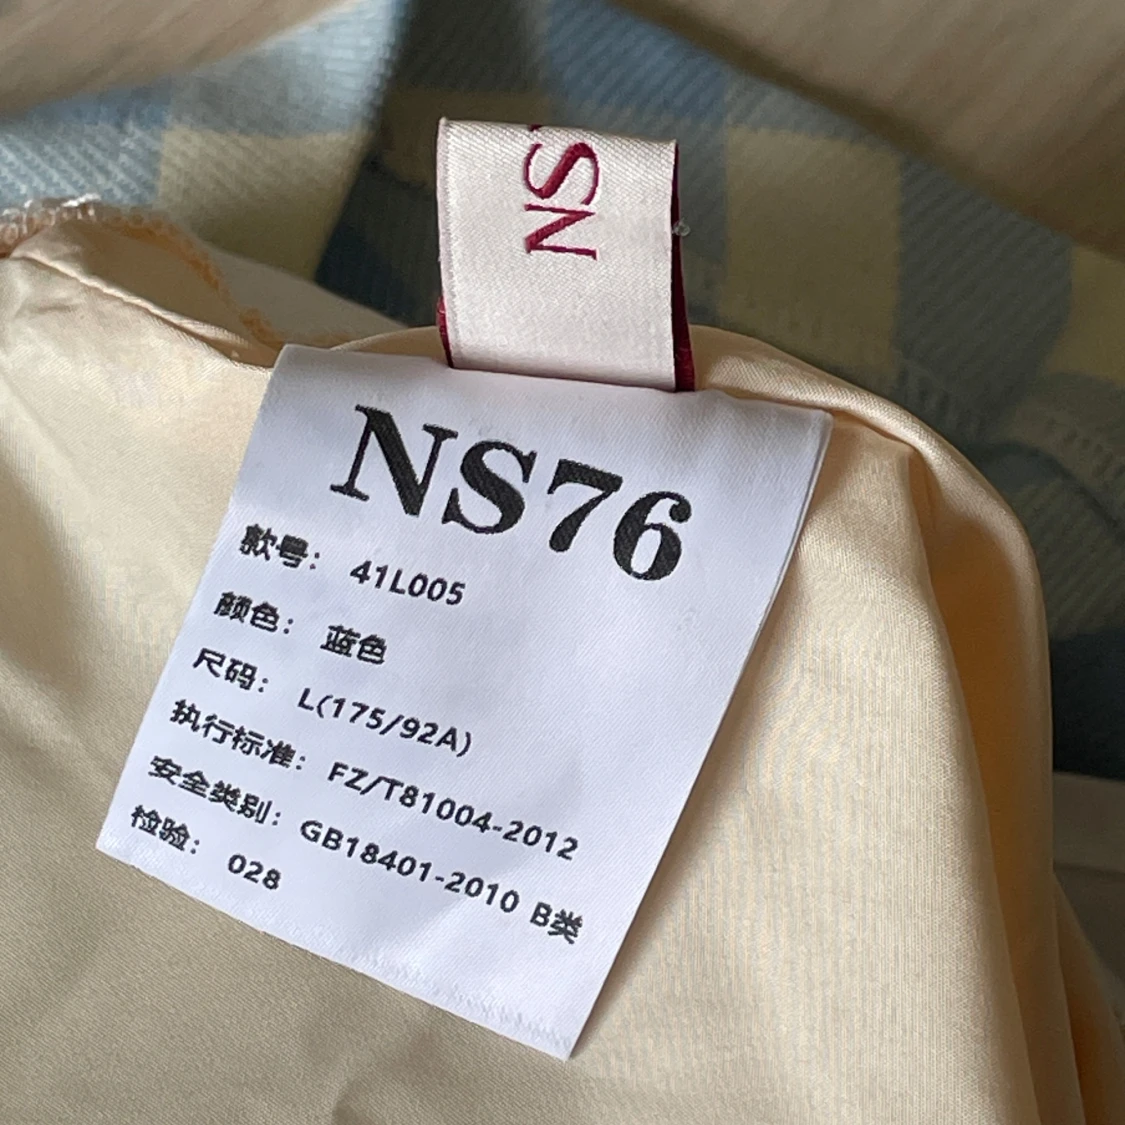 NS
NS76
款号： 41L005
颜色： 蓝色
尺码： L(175/92A)
执行标准： FZ/T81004-2012
安全类别： GB18401-2010 B类
检验： 028